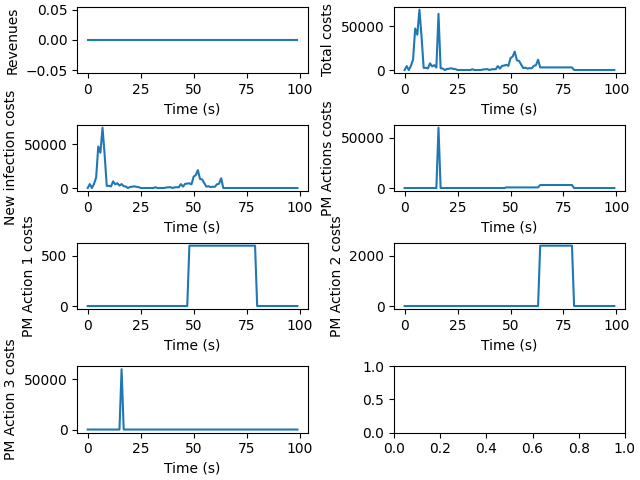 Revenues
0.05
0.00
−0.05
0 25 50 75 100
Time (s)
Total costs
50000
0
0 25 50 75 100
Time (s)
New infection costs
50000
0
0 25 50 75 100
Time (s)
PM Actions costs
50000
0
0 25 50 75 100
Time (s)
PM Action 1 costs
500
0
0 25 50 75 100
Time (s)
PM Action 2 costs
2000
0
0 25 50 75 100
Time (s)
PM Action 3 costs
50000
0
0 25 50 75 100
Time (s)
1.0
0.5
0.0
0.0 0.2 0.4 0.6 0.8 1.0